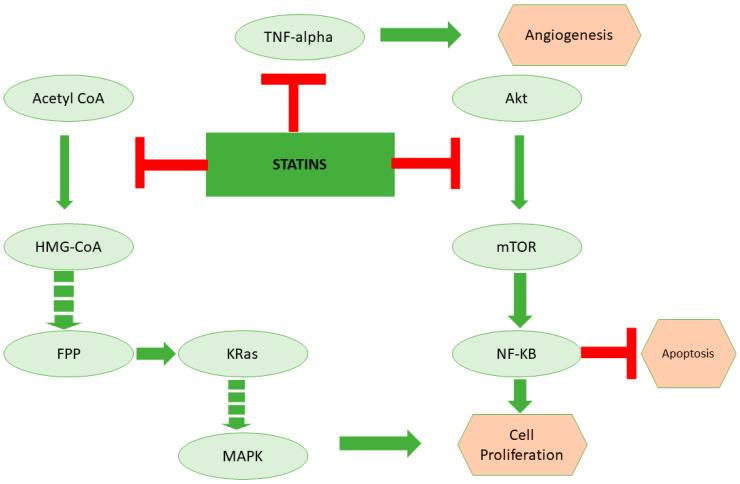 TNF-alpha
Angiogenesis
Acetyl CoA
Akt
STATINS
HMG-CoA
mTOR
FPP
KRas
NF-KB
Apoptosis
MAPK
Cell
Proliferation